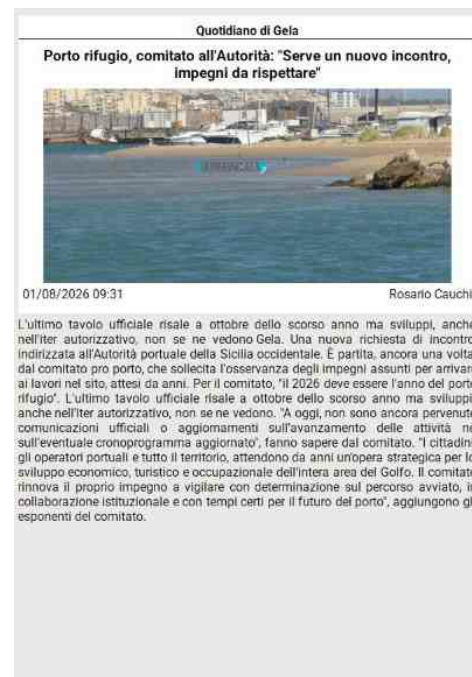 Quotidiano di Gela
Porto rifugio, comitato all'Autorità: "Serve un nuovo incontro,
impegni da rispettare"
01/08/2026 09:31
Rosario Cauchi
L'ultimo tavolo ufficiale risale a ottobre dello scorso anno ma sviluppi, anche
nell'iter autorizzativo, non se ne vedono Gela. Una nuova richiesta di incontro
indirizzata all'Autorità portuale della Sicilia occidentale. È partita, ancora una volta
dal comitato pro porto, che sollecita l'osservanza degli impegni assunti per arrivar
ai lavori nel sito, attesi da anni. Per il comitato, "il 2026 deve essere l'anno del porto
rifugio". L'ultimo tavolo ufficiale risale a ottobre dello scorso anno ma sviluppi
anche nell'iter autorizzativo, non se ne vedono. "A oggi, non sono ancora pervenute
comunicazioni ufficiali o aggiornamenti sull'avanzamento delle attività né
sull'eventuale cronoprogramma aggiornato", fanno sapere dal comitato. "I cittadini
gli operatori portuali e tutto il territorio, attendono da anni un'opera strategica per lo
sviluppo economico, turistico e occupazionale dell'intera area del Golfo. Il comitato
rinnova il proprio impegno a vigilare con determinazione sul percorso avviato, in
collaborazione istituzionale e con tempi certi per il futuro del porto", aggiungono gl
esponenti del comitato.